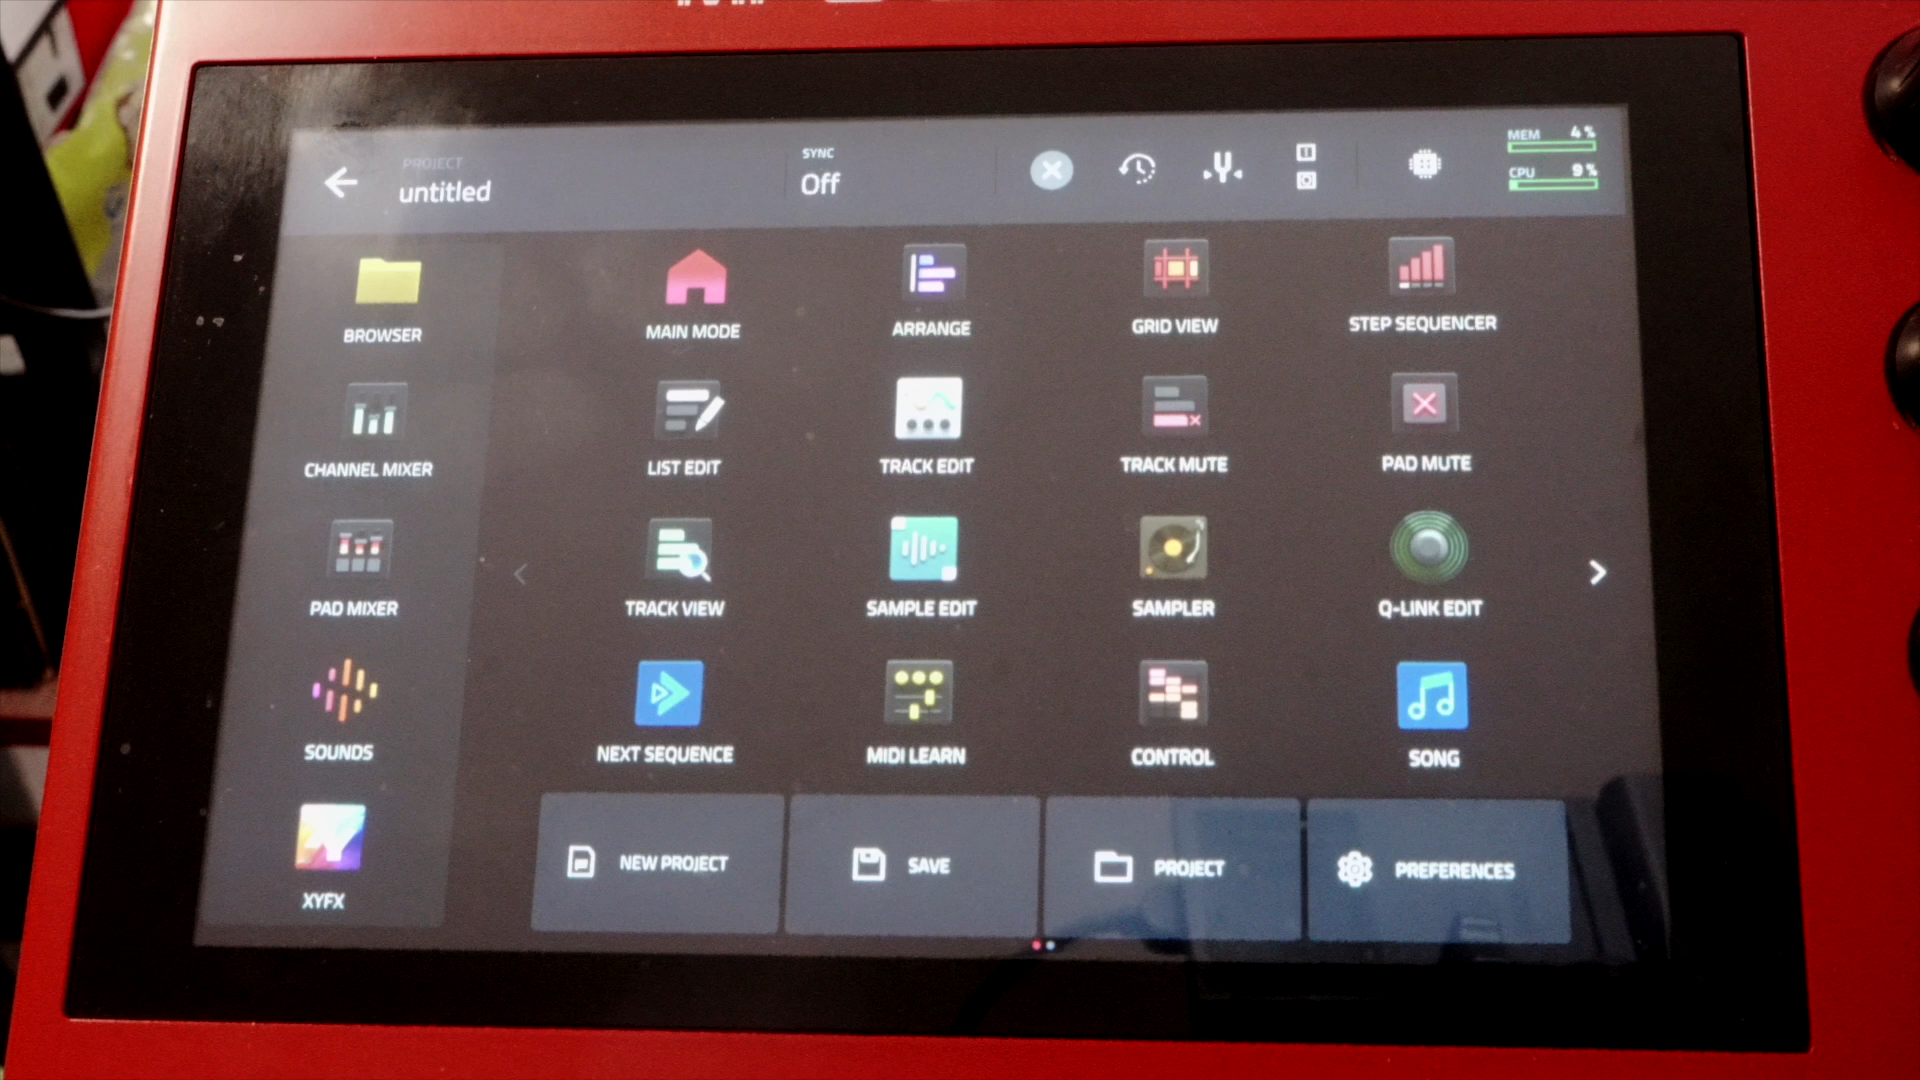 PROJECT
untitled
SYNC
Off
MEM 4 %
CPU 9 %
BROWSER
MAIN MODE
ARRANGE
GRID VIEW
STEP SEQUENCER
CHANNEL MIXER
LIST EDIT
TRACK EDIT
TRACK MUTE
PAD MUTE
PAD MIXER
TRACK VIEW
SAMPLE EDIT
SAMPLER
Q-LINK EDIT
SOUNDS
NEXT SEQUENCE
MIDI LEARN
CONTROL
SONG
XYFX
NEW PROJECT
SAVE
PROJECT
PREFERENCES